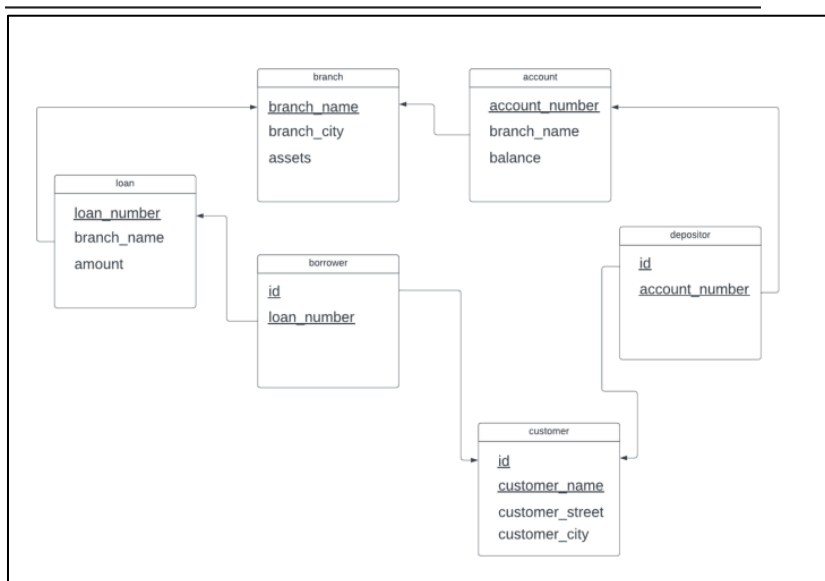 branch
branch_name
branch_city
assets
account
account_number
branch_name
balance
loan
loan_number
branch_name
amount
borrower
id
loan_number
depositor
id
account_number
customer
id
customer_name
customer_street
customer_city